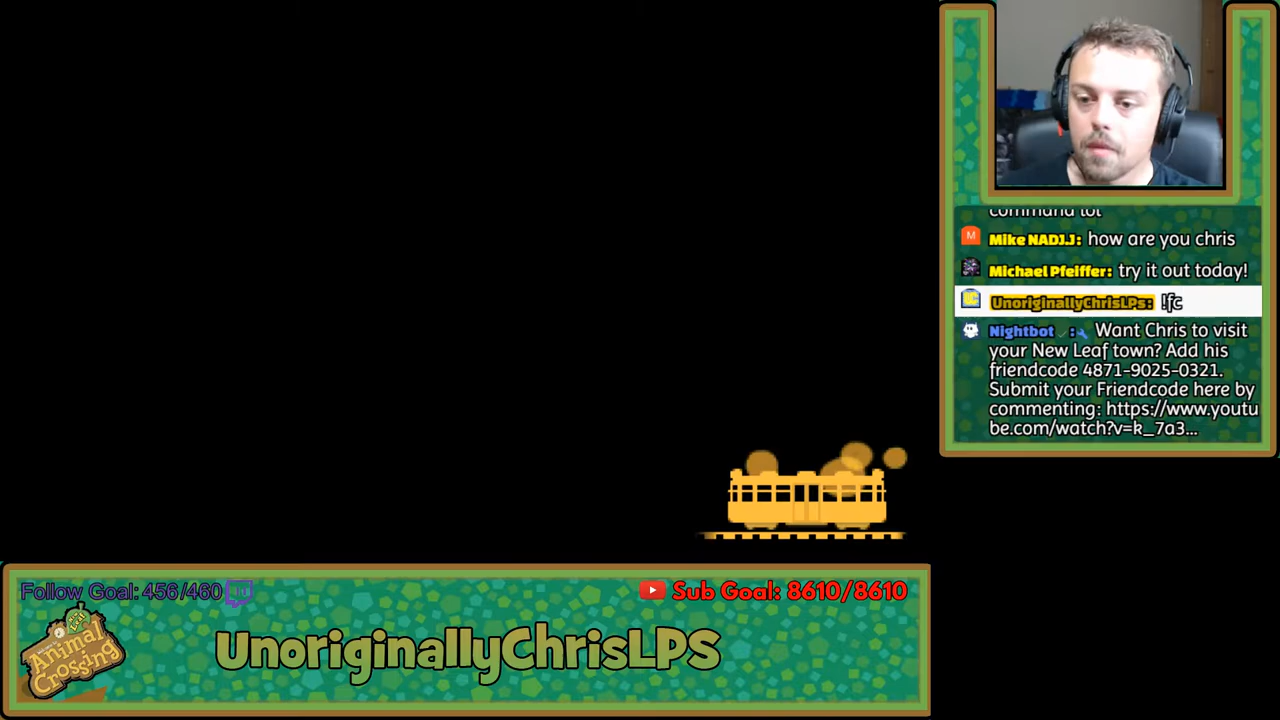 command lol
M Mike NADJ.J: how are you chris
Michael Pfeiffer: try it out today!
UC UnoriginallyChrisLPs: !fc
Nightbot : Want Chris to visit
your New Leaf town? Add his
friendcode 4871-9025-0321.
Submit your Friendcode here by
commenting: https://www.youtu
be.com/watch?v=k_7a3...
Follow Goal: 456/460
Sub Goal: 8610/8610
Animal
Crossing
UnoriginallyChrisLPS